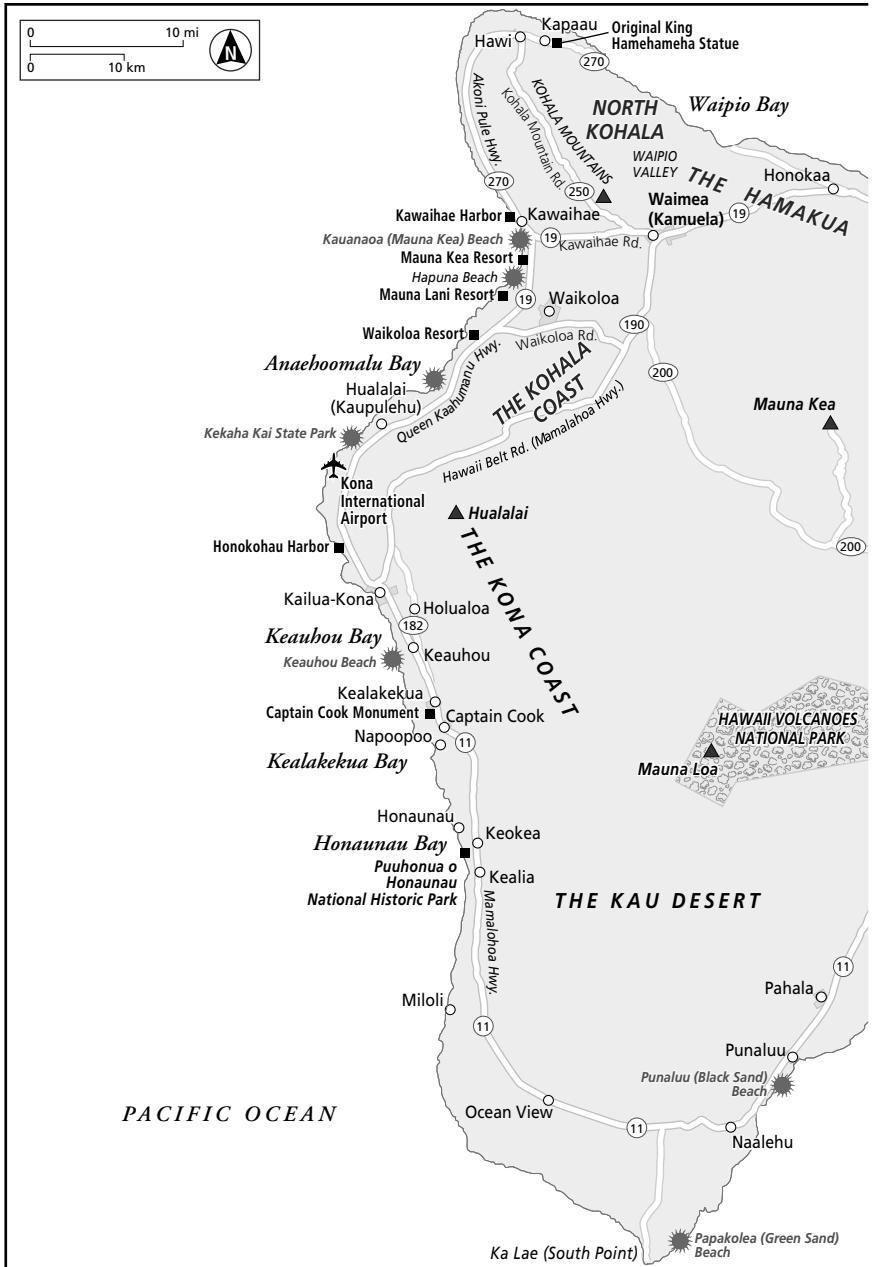 0 10 mi
0 10 km
N
Kapaau
Hawi
Original King
Hamehameha Statue
270
Akoni Pule Hwy.
Kohala Mountain Rd.
KOHALA MOUNTAINS
NORTH
KOHALA
Waipio Bay
WAIPIO
VALLEY
THE HAMAKUA
Honokaa
270
250
Waimea
(Kamuela)
19
Kawaihae Harbor
Kawaihae
Kauanaoa (Mauna Kea) Beach
19
Kawaihae Rd.
Mauna Kea Resort
Hapuna Beach
Mauna Lani Resort
19
Waikoloa
Waikoloa Resort
190
Waikoloa Rd.
Anaehoomalu Bay
Queen Kaahumanu Hwy.
THE KOHALA
COAST
200
Hualalai
(Kaupulehu)
Hawaii Belt Rd. (Mamalahoa Hwy.)
Mauna Kea
Kekaha Kai State Park
Kona
International
Airport
Hualalai
THE KONA COAST
Honokohau Harbor
200
Kailua-Kona
Holualoa
182
Keauhou Bay
Keauhou Beach
Keauhou
Kealakekua
Captain Cook Monument
Captain Cook
Napoopoo
11
Kealakekua Bay
HAWAII VOLCANOES
NATIONAL PARK
Mauna Loa
Honaunau
Keokea
Honaunau Bay
Puuhonua o
Honaunau
National Historic Park
Kealia
Mamalohoa Hwy.
THE KAU DESERT
11
Pahala
Miloli
11
Punaluu
Punaluu (Black Sand)
Beach
PACIFIC OCEAN
Ocean View
11
Naalehu
Ka Lae (South Point)
Papakolea (Green Sand)
Beach